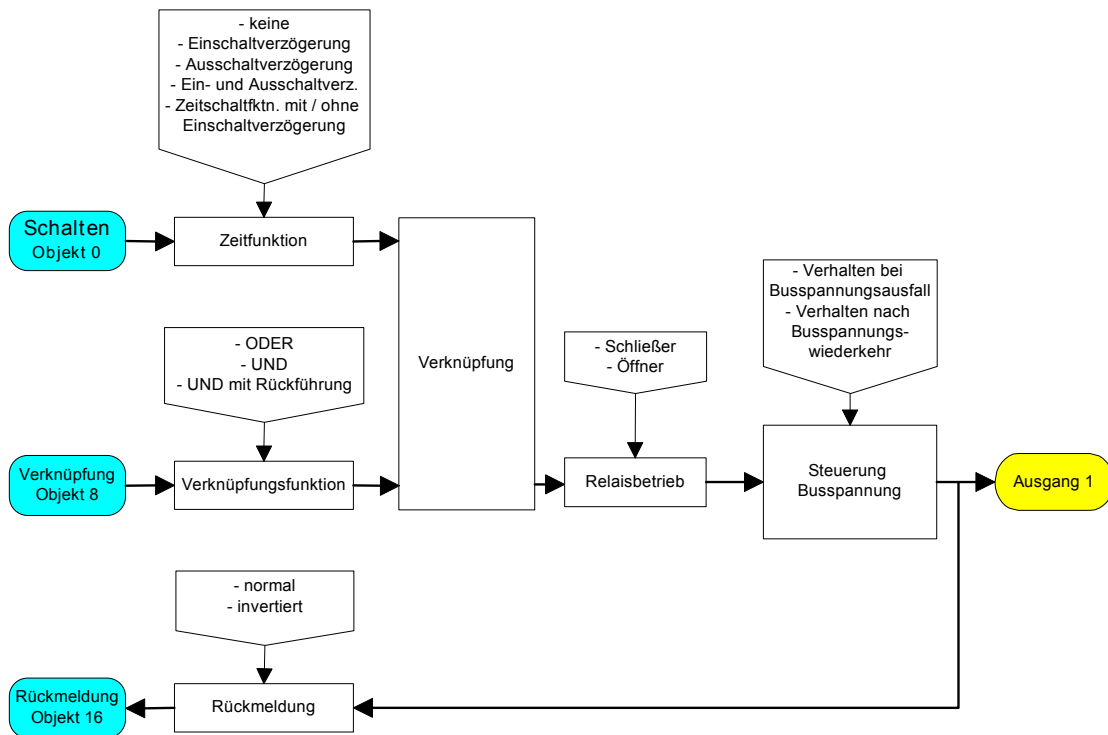 - keine
- Einschaltverzögerung
- Ausschaltverzögerung
- Ein- und Ausschaltverz.
- Zeitschaltfktn. mit / ohne
Einschaltverzögerung
Schalten
Objekt 0
Zeitfunktion
- Verhalten bei
Busspannungsausfall
- Verhalten nach
Busspannungs-
wiederkehr
- ODER
- UND
- UND mit Rückführung
Verknüpfung
- Schließer
- Öffner
Verknüpfung
Objekt 8
Verknüpfungsfunktion
Relaisbetrieb
Steuerung
Busspannung
Ausgang 1
- normal
- invertiert
Rückmeldung
Objekt 16
Rückmeldung